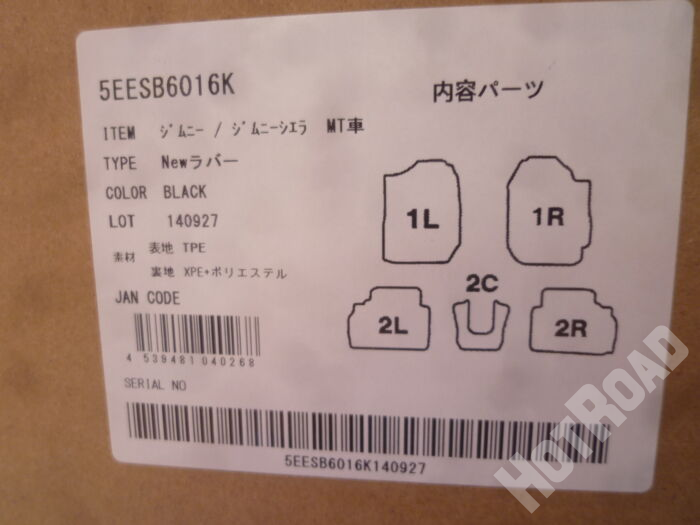 5EESB6016K
内容パーツ
ITEM ジムニー / ジムニーシエラ MT車
TYPE Newラバー
COLOR BLACK
LOT 140927
素材 表地 TPE
裏地 XPE+ポリエステル
JAN CODE
4 539481 040268
SERIAL NO
5EESB6016K140927
1L
1R
2C
2L
2R
HOTROAD